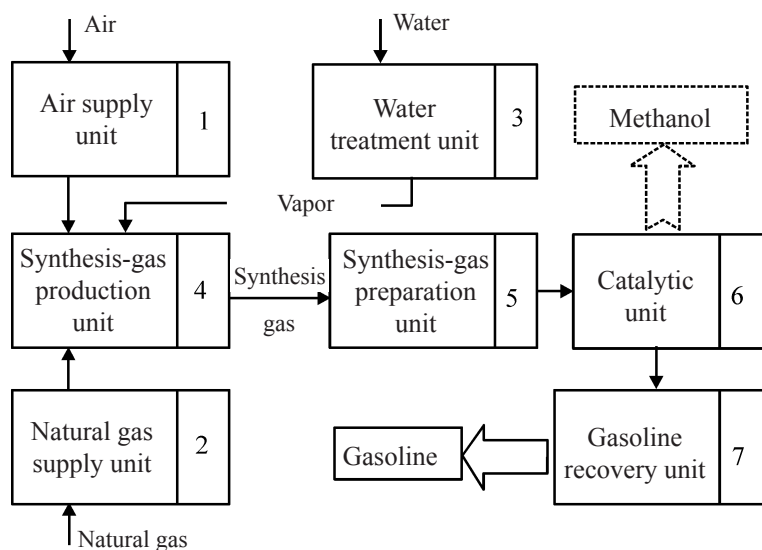 Air
Water
Air supply
unit
1
Water
treatment unit
3
Methanol
Vapor
Synthesis-gas
production
unit
4
Synthesis
gas
Synthesis-gas
preparation
unit
5
Catalytic
unit
6
Natural gas
supply unit
2
Gasoline
Gasoline
recovery unit
7
Natural gas